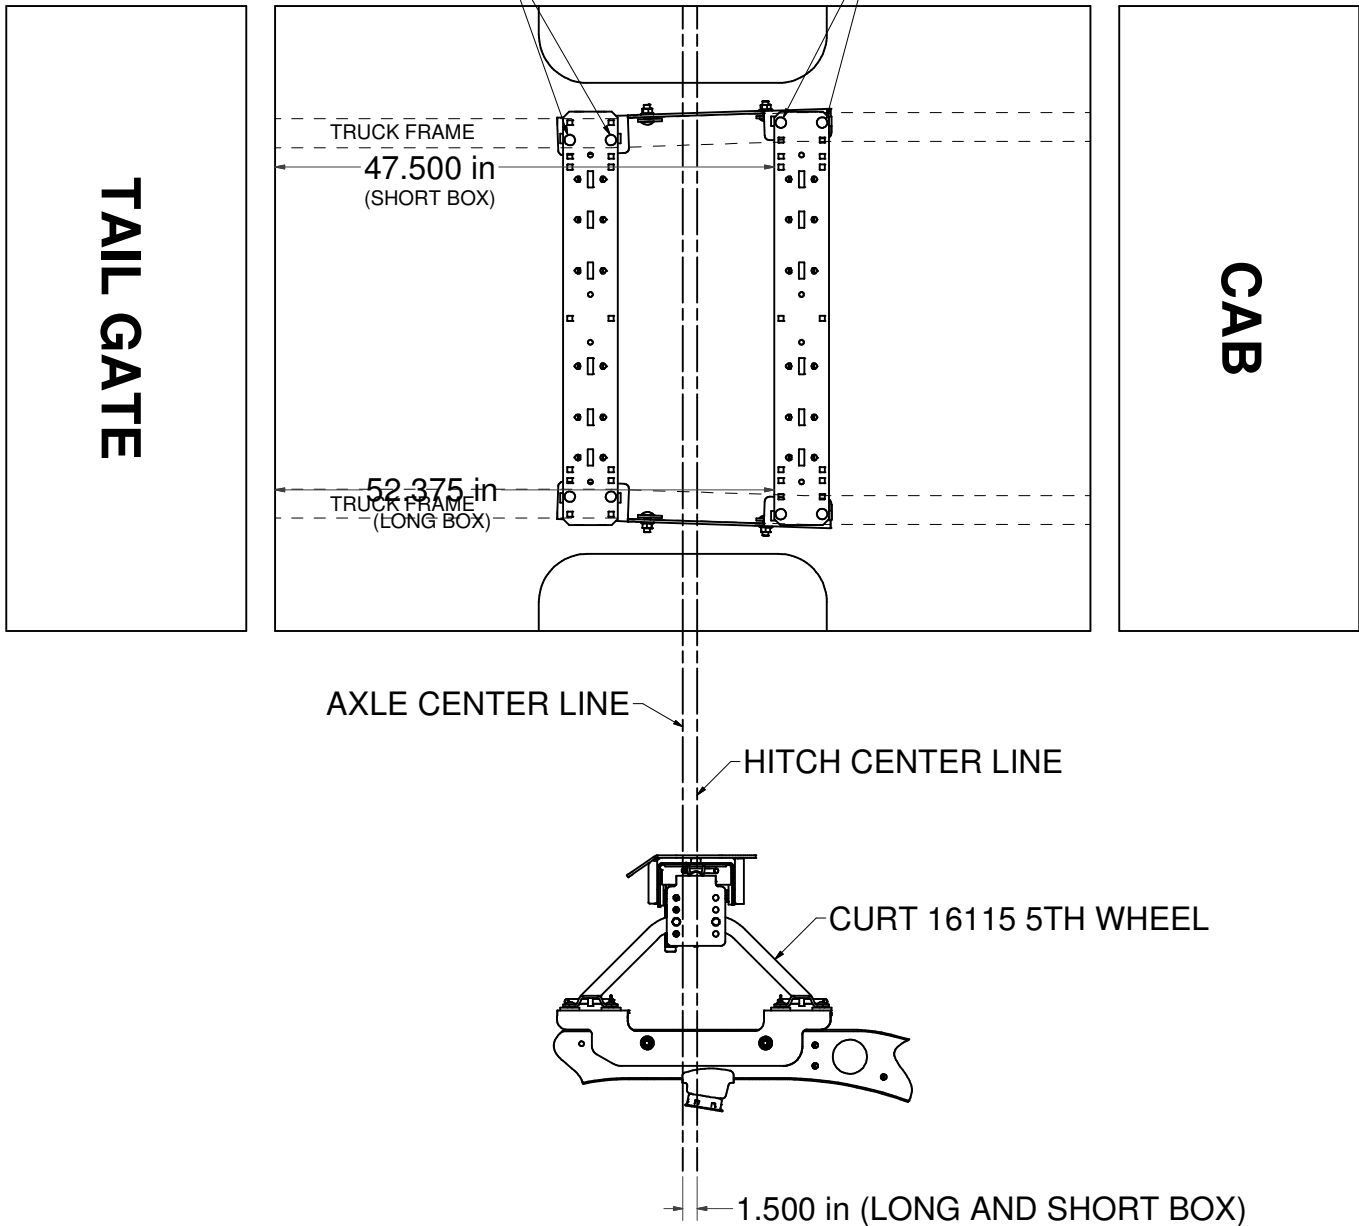 TAIL GATE
TRUCK FRAME
47.500 in
(SHORT BOX)
CAB
52.375 in
TRUCK FRAME
(LONG BOX)
AXLE CENTER LINE
HITCH CENTER LINE
CURT 16115 5TH WHEEL
1.500 in (LONG AND SHORT BOX)